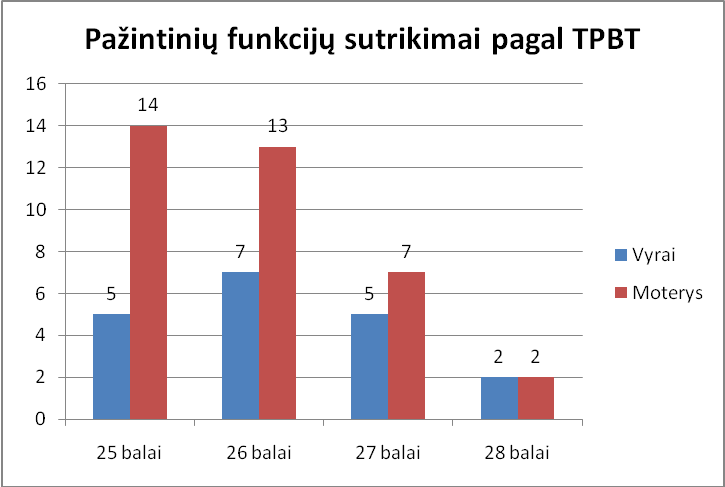 Pažintinių funkcijų sutrikimai pagal TPBT
16
14
12
10
8
6
4
2
0
5
14
7
13
5
7
2
2
25 balai
26 balai
27 balai
28 balai
Vyrai
Moterys